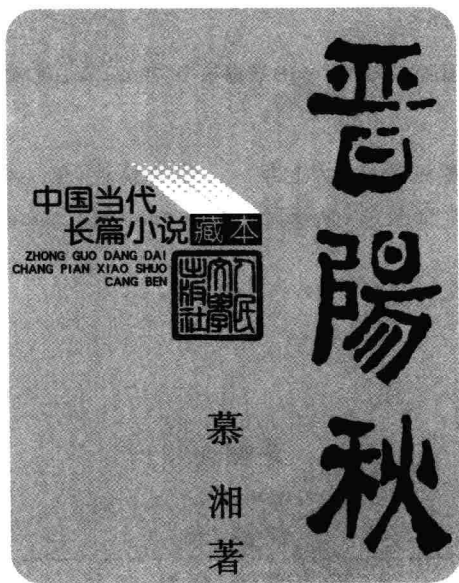 晋陽秋
中国当代
长篇小说藏本
ZHONG GUO DANG DAI
CHANG PIAN XIAO SHUO
CANG BEN
人民文學出版社
慕湘著